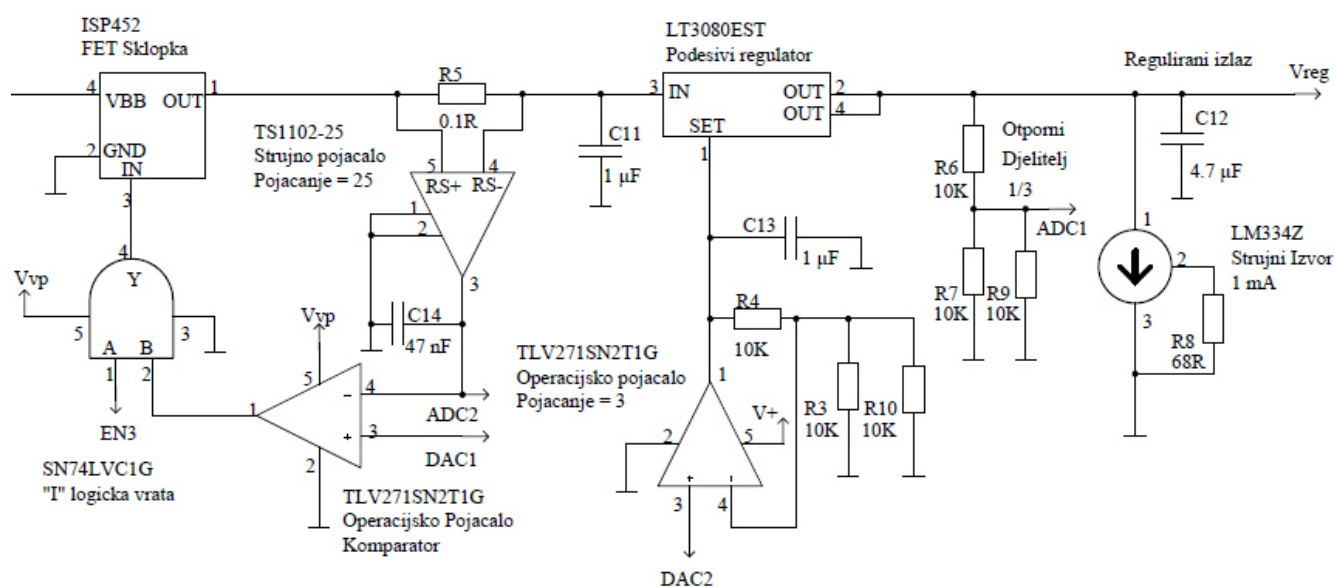 ISP452
FET Sklopka
4
VBB
OUT
1
2
GND
IN
3
R5
0.1R
TS1102-25
Strujno pojacalo
Pojacanje = 25
5
4
RS+
RS-
1
2
3
C11
1 µF
LT3080EST
Podesivi regulator
3
IN
OUT
2
OUT
4
SET
1
Regulirani izlaz
Vreg
C12
4.7 µF
R6
10K
Otporni
Djelitelj
1/3
ADC1
R7
10K
R9
10K
1
LM334Z
Strujni Izvor
1 mA
2
3
R8
68R
C13
1 µF
R4
10K
4
Y
Vvp
5
3
A
B
1
2
EN3
SN74LVC1G
"I" logicka vrata
C14
47 nF
Vvp
5
4
-
ADC2
1
+
3
DAC1
2
TLV271SN2T1G
Operacijsko Pojacalo
Komparator
TLV271SN2T1G
Operacijsko pojacalo
Pojacanje = 3
1
V+
2
5
+
-
3
4
DAC2
R3
10K
R10
10K